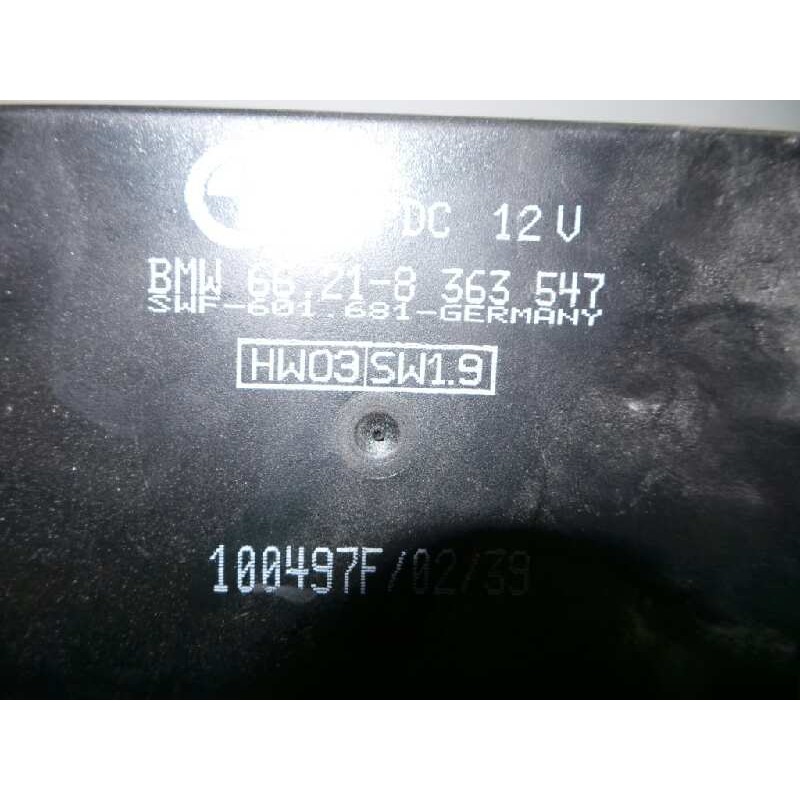 DC 12V
BMW 66.21-8 363 547
SWF-601.681-GERMANY
HW03 SW1.9
100497F/02/39